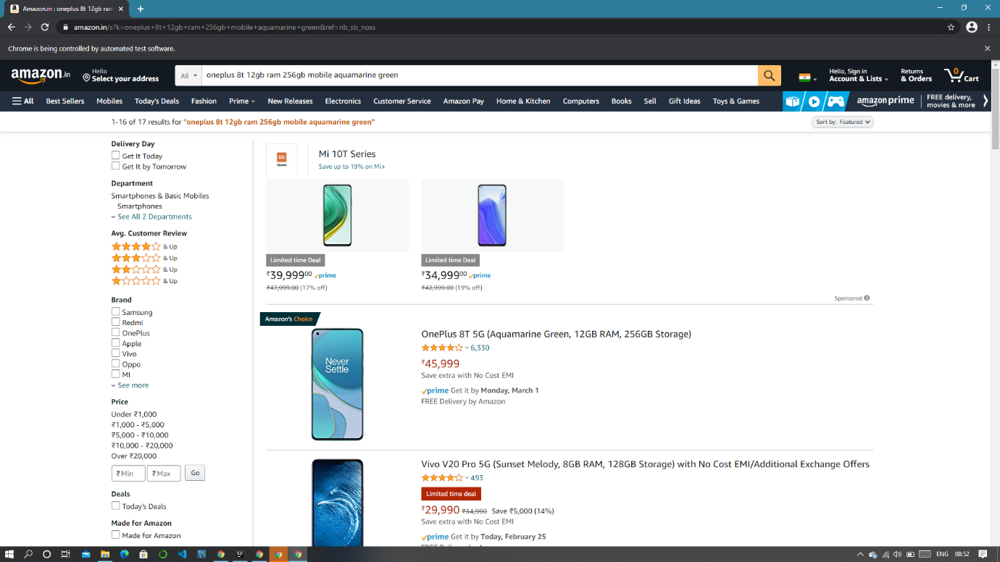 Amazon.in : oneplus 8t 12gb ram
amazon.in/s?k=oneplus+8t+12gb+ram+256gb+mobile+aquamarine+green&ref=nb_sb_noss
Chrome is being controlled by automated test software.
amazon.in
Hello
Select your address
All
oneplus 8t 12gb ram 256gb mobile aquamarine green
Hello, Sign in
Account & Lists
Returns
& Orders
0
Cart
All
Best Sellers
Mobiles
Today's Deals
Fashion
Prime
New Releases
Electronics
Customer Service
Amazon Pay
Home & Kitchen
Computers
Books
Sell
Gift Ideas
Toys & Games
amazon prime
FREE delivery,
movies & more
1-16 of 17 results for "oneplus 8t 12gb ram 256gb mobile aquamarine green"
Sort by: Featured
Delivery Day
Get It Today
Get It by Tomorrow
Department
Smartphones & Basic Mobiles
Smartphones
See All 2 Departments
Avg. Customer Review
& Up
& Up
& Up
& Up
Brand
Samsung
Redmi
OnePlus
Apple
Vivo
Oppo
MI
See more
Price
Under ₹1,000
₹1,000 - ₹5,000
₹5,000 - ₹10,000
₹10,000 - ₹20,000
Over ₹20,000
₹ Min
₹ Max
Go
Deals
Today's Deals
Made for Amazon
Made for Amazon
mi
Xiaomi
Mi 10T Series
Save up to 19% on Mi
Limited time Deal
₹39,99900 prime
₹47,999.00 (17% off)
Limited time Deal
₹34,99900 prime
₹42,999.00 (19% off)
Sponsored
Amazon's Choice
Never
Settle
OnePlus 8T 5G (Aquamarine Green, 12GB RAM, 256GB Storage)
6,330
₹45,999
Save extra with No Cost EMI
prime Get it by Monday, March 1
FREE Delivery by Amazon
Vivo V20 Pro 5G (Sunset Melody, 8GB RAM, 128GB Storage) with No Cost EMI/Additional Exchange Offers
493
Limited time deal
₹29,990 ₹34,990 Save ₹5,000 (14%)
Save extra with No Cost EMI
prime Get it by Today, February 25
FREE Delivery by Amazon
ENG
08:52